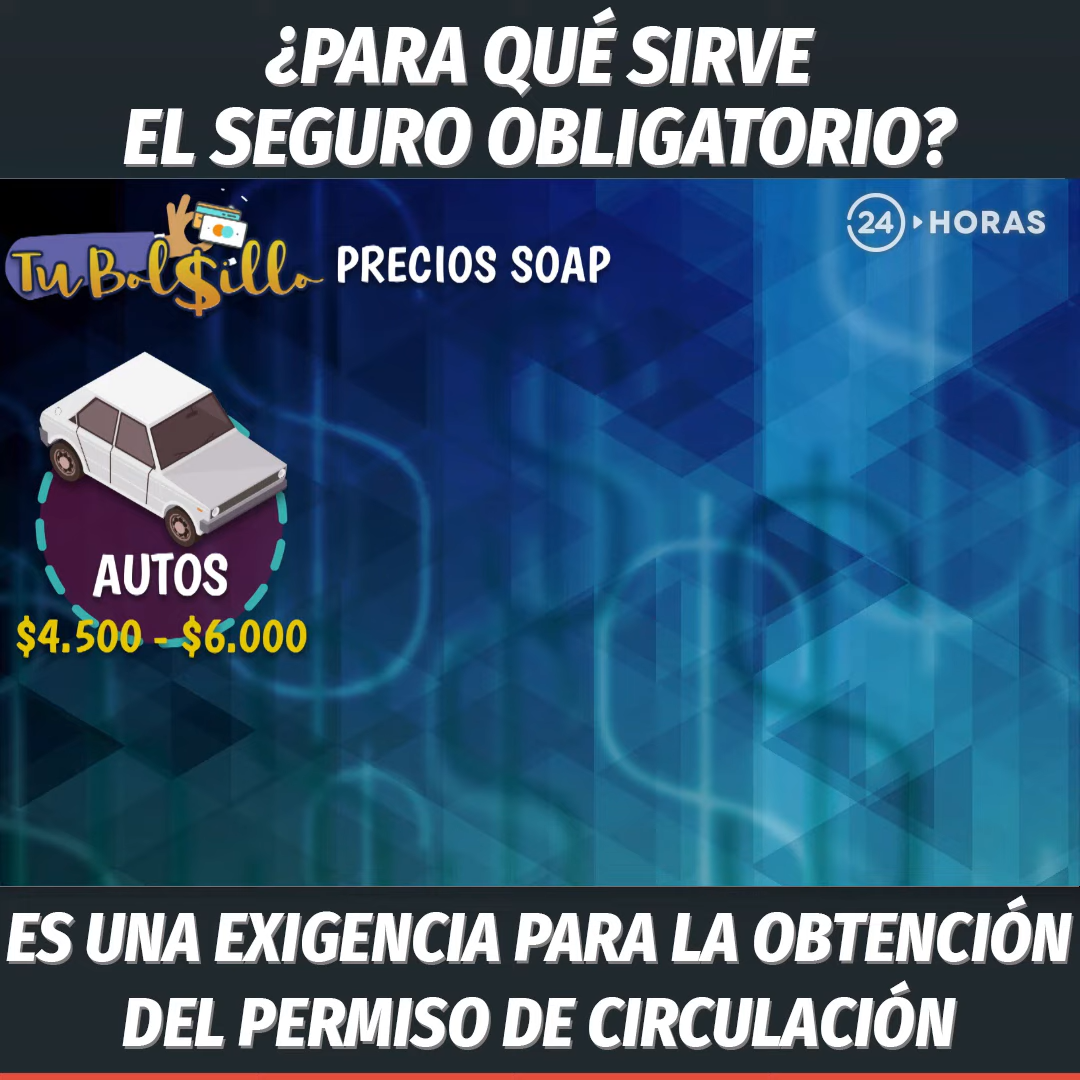 ¿PARA QUÉ SIRVE
EL SEGURO OBLIGATORIO?
Tu Bol$illo
PRECIOS SOAP
24 HORAS
AUTOS
$4.500 - $6.000
ES UNA EXIGENCIA PARA LA OBTENCIÓN
DEL PERMISO DE CIRCULACIÓN